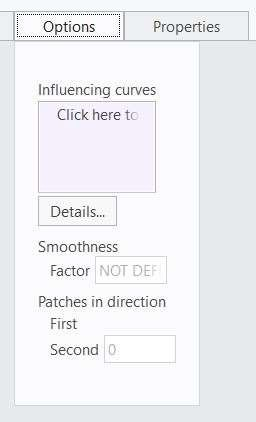 Options Properties
Influencing curves
Click here to
Details...
Smoothness
Factor NOT DEF
Patches in direction
First
Second 0